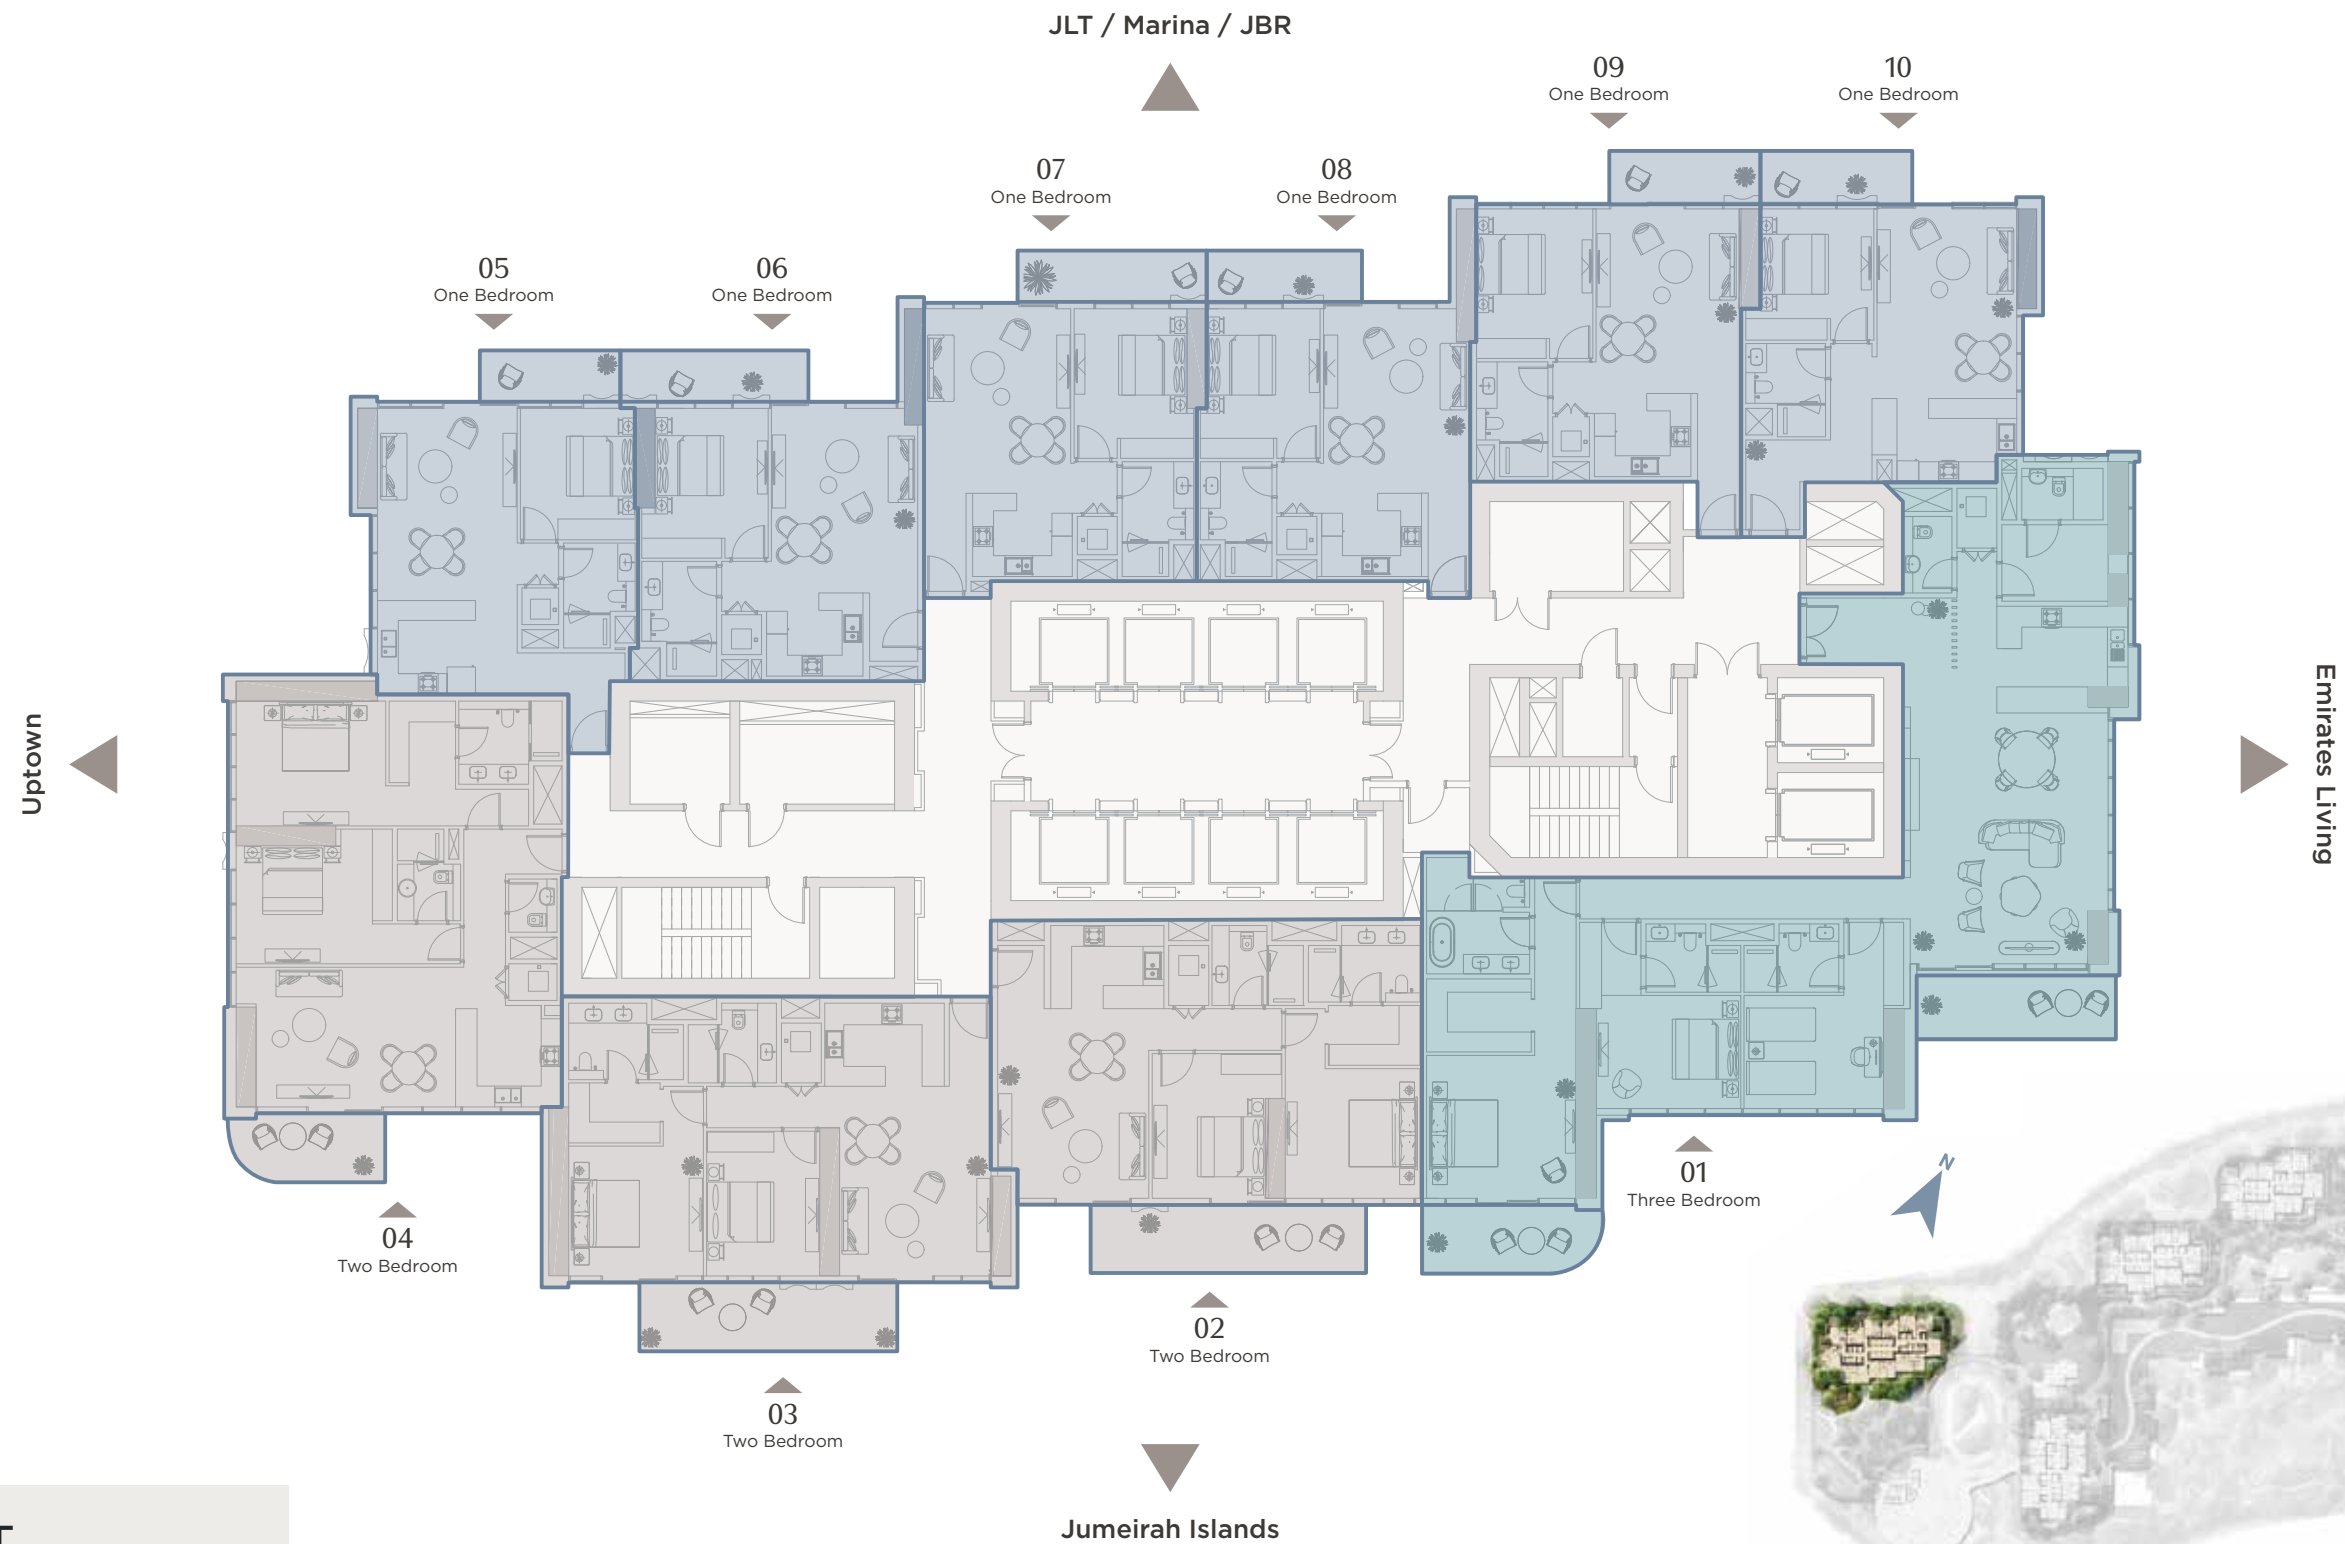 JLT / Marina / JBR
09
One Bedroom
10
One Bedroom
07
One Bedroom
08
One Bedroom
05
One Bedroom
06
One Bedroom
Uptown
Emirates Living
N
01
Three Bedroom
04
Two Bedroom
02
Two Bedroom
03
Two Bedroom
Jumeirah Islands